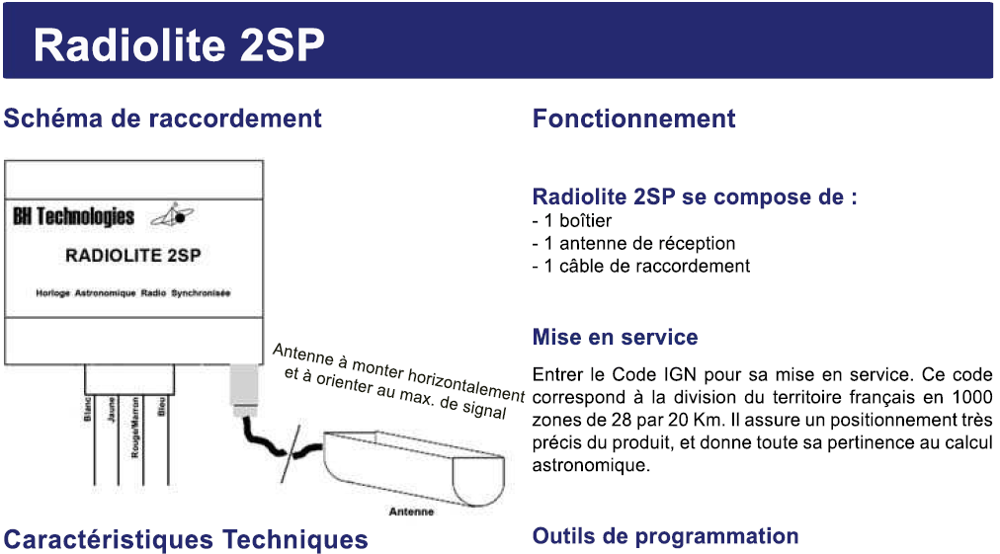 Radiolite 2SP
Schéma de raccordement
BH Technologies
RADIOLITE 2SP
Horloge Astronomique Radio Synchronisée
Antenne à monter horizontalement
et à orienter au max. de signal
Blanc
Jaune
Rouge/Marron
Bleu
Antenne
Caractéristiques Techniques
Fonctionnement
Radiolite 2SP se compose de :
- 1 boîtier
- 1 antenne de réception
- 1 câble de raccordement
Mise en service
Entrer le Code IGN pour sa mise en service. Ce code
correspond à la division du territoire français en 1000
zones de 28 par 20 Km. Il assure un positionnement très
précis du produit, et donne toute sa pertinence au calcul
astronomique.
Outils de programmation